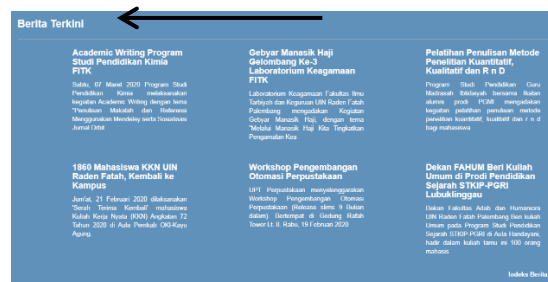 Berita Terkini
Academic Writing Program
Studi Pendidikan Kimia
FITK
Sabtu, 07 Maret 2020 Program Studi
Pendidikan Kimia melaksanakan
kegiatan Academic Writing dengan tema
"Penulisan Makalah dan Referensi
Menggunakan Mendeley serta Sosialisasi
Jurnal Orbit
Gebyar Manasik Haji
Gelombang Ke-3
Laboratorium Keagamaan
FITK
Laboratorium Keagamaan Fakultas Ilmu
Tarbiyah dan Keguruan UIN Raden Fatah
Palembang mengadakan Kegiatan
Gebyar Manasik Haji, dengan tema
"Melalui Manasik Haji Kita Tingkatkan
Pengamatan Kea
Pelatihan Penulisan Metode
Penelitian Kuantitatif,
Kualitatif dan R n D
Program Studi Pendidikan Guru
Madrasah Ibtidaiyah bersama Ikatan
alumni prodi PGMI mengadakan
kegiatan pelatihan penulisan metode
penelitian kuantitatif, kualitatif dan r n d
bagi mahasiswa
1860 Mahasiswa KKN UIN
Raden Fatah, Kembali ke
Kampus
Jum'at, 21 Februari 2020 dilaksanakan
'Serah Terima Kembali' mahasiswa
Kuliah Kerja Nyata (KKN) Angkatan 72
Tahun 2020 di Aula Pemkab OKI-Kayu
Agung.
Workshop Pengembangan
Otomasi Perpustakaan
UPT Perpustakaan menyelenggarakan
Workshop Pengembangan Otomasi
Perpustakaan (Release slims 9 Bulian
dalam). Bertempat di Gedung Rafah
Tower Lt. II. Rabu, 19 Februari 2020
Dekan FAHUM Beri Kuliah
Umum di Prodi Pendidikan
Sejarah STKIP-PGRI
Lubuklinggau
Dekan Fakultas Adab dan Humaniora
UIN Raden Fatah Palembang Beri kuliah
Umum pada Program Studi Pendidikan
Sejarah STKIP-PGRI di Aula Handayani,
hadir dalam kuliah tamu ini 100 orang
mahasis
Indeks Berita